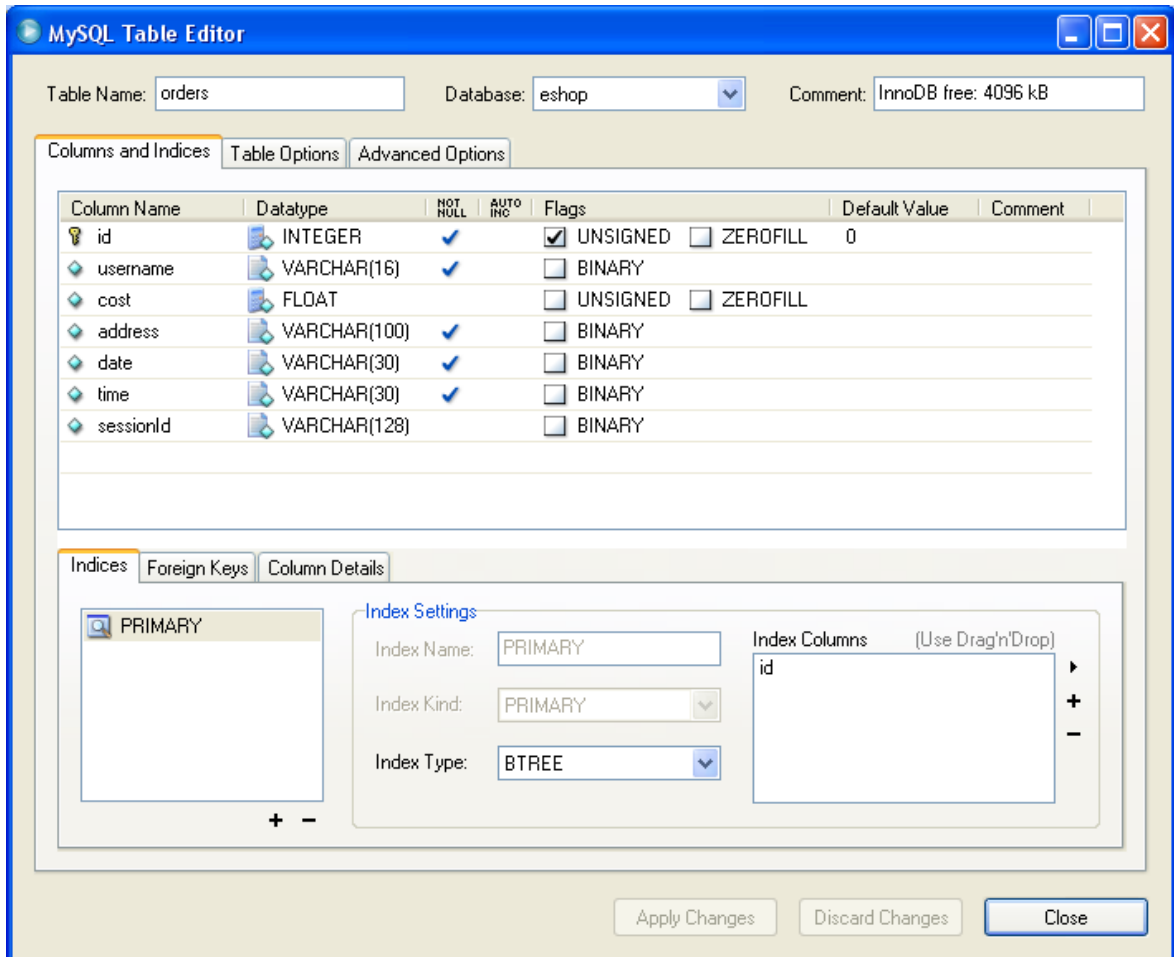 MySQL Table Editor
Table Name: orders Database: eshop Comment: InnoDB free: 4096 kB
Columns and Indices Table Options Advanced Options
Column Name Datatype NOT NULL AUTO INC Flags Default Value Comment
id INTEGER UNSIGNED ZEROFILL 0
username VARCHAR(16) BINARY
cost FLOAT UNSIGNED ZEROFILL
address VARCHAR(100) BINARY
date VARCHAR(30) BINARY
time VARCHAR(30) BINARY
sessionId VARCHAR(128) BINARY
Indices Foreign Keys Column Details
PRIMARY
Index Settings
Index Name: PRIMARY
Index Kind: PRIMARY
Index Type: BTREE
Index Columns (Use Drag'n'Drop)
id
Apply Changes Discard Changes Close